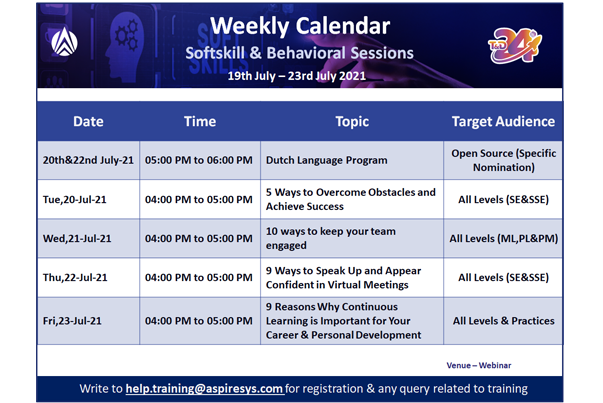 Weekly Calendar
Softskill & Behavioral Sessions
19th July – 23rd July 2021
T&D
24x7
SOFT
SKILLS
Date Time Topic Target Audience
20th&22nd July-21 05:00 PM to 06:00 PM Dutch Language Program Open Source (Specific
Nomination)
Tue,20-Jul-21 04:00 PM to 05:00 PM 5 Ways to Overcome Obstacles and
Achieve Success All Levels (SE&SSE)
Wed,21-Jul-21 04:00 PM to 05:00 PM 10 ways to keep your team
engaged All Levels (ML,PL&PM)
Thu,22-Jul-21 04:00 PM to 05:00 PM 9 Ways to Speak Up and Appear
Confident in Virtual Meetings All Levels (SE&SSE)
Fri,23-Jul-21 04:00 PM to 05:00 PM 9 Reasons Why Continuous
Learning is Important for Your
Career & Personal Development All Levels & Practices
Venue – Webinar
Write to help.training@aspiresys.com for registration & any query related to training